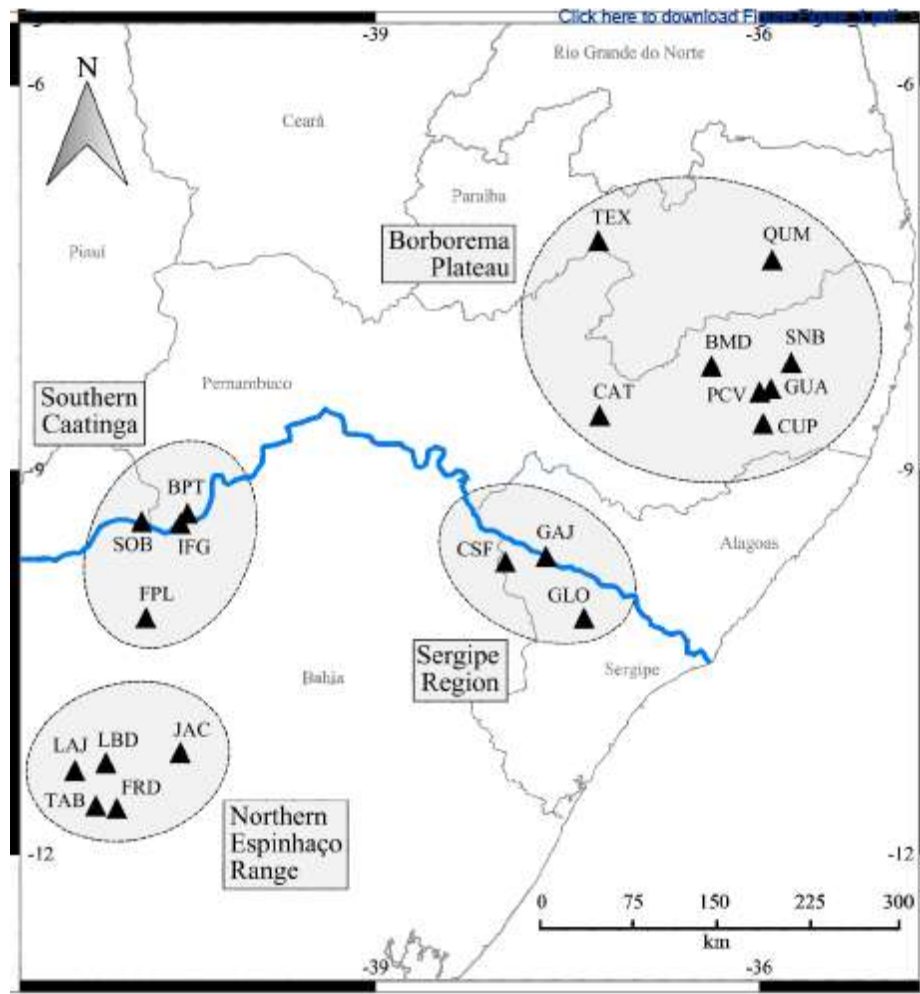 Click here to download Figure Figure_1.pdf
-39
-36
Rio Grande do Norte
-6
-6
N
Ceará
Paraíba
TEX
QUM
Borborema
Plateau
Piauí
BMD
SNB
Pernambuco
Southern
Caatinga
CAT
PCV
GUA
CUP
-9
-9
BPT
SOB
IFG
GAJ
CSF
Alagoas
FPL
GLO
Sergipe
Region
Bahia
Sergipe
LAJ
LBD
JAC
TAB
FRD
Northern
Espinhaço
Range
-12
-12
0
75
150
225
300
km
-39
-36